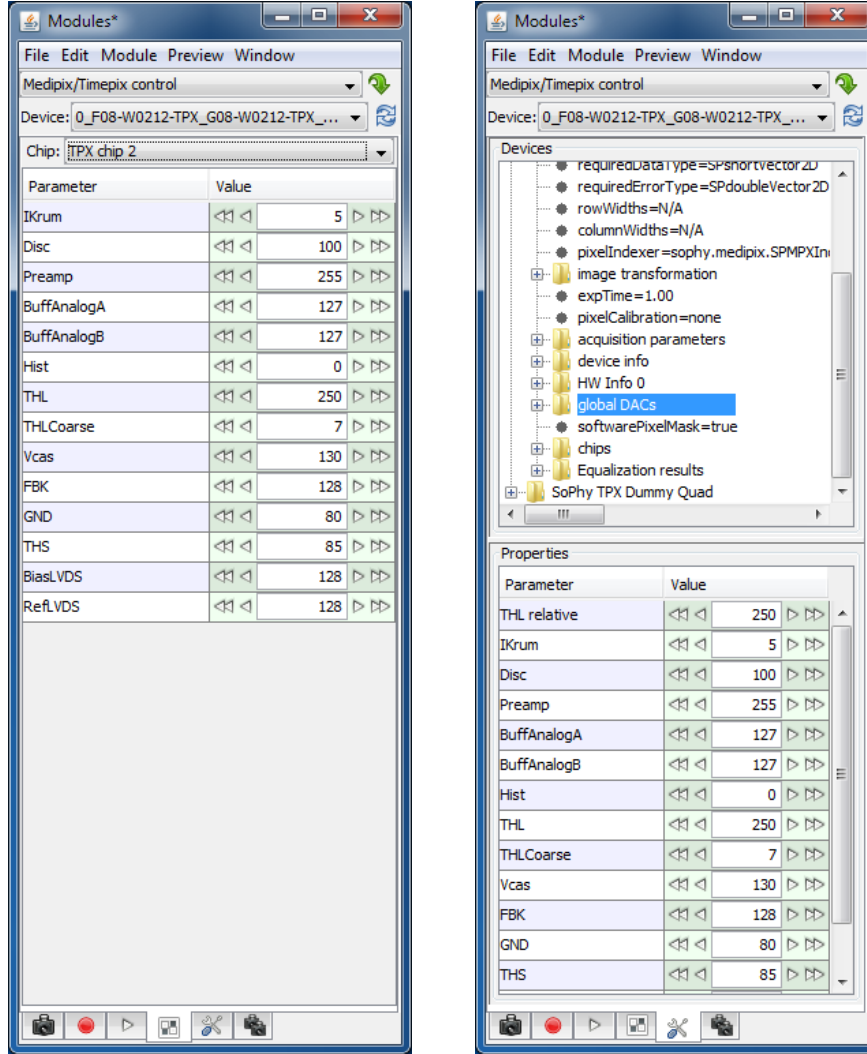 Modules*
File Edit Module Preview Window
Medipix/Timepix control
Device: 0_F08-W0212-TPX_G08-W0212-TPX_...
Chip: TPX chip 2
Parameter Value
IKrum 5
Disc 100
Preamp 255
BuffAnalogA 127
BuffAnalogB 127
Hist 0
THL 250
THLCoarse 7
Vcas 130
FBK 128
GND 80
THS 85
BiasLVDS 128
RefLVDS 128
Modules*
File Edit Module Preview Window
Medipix/Timepix control
Device: 0_F08-W0212-TPX_G08-W0212-TPX_...
Devices
requiredDataType=SPshortVector2D
requiredErrorType=SPdoubleVector2D
rowWidths=N/A
columnWidths=N/A
pixelIndexer=sophy.medipix.SPMPXIn
image transformation
expTime=1.00
pixelCalibration=none
acquisition parameters
device info
HW Info 0
global DACs
softwarePixelMask=true
chips
Equalization results
SoPhy TPX Dummy Quad
Properties
Parameter Value
THL relative 250
IKrum 5
Disc 100
Preamp 255
BuffAnalogA 127
BuffAnalogB 127
Hist 0
THL 250
THLCoarse 7
Vcas 130
FBK 128
GND 80
THS 85